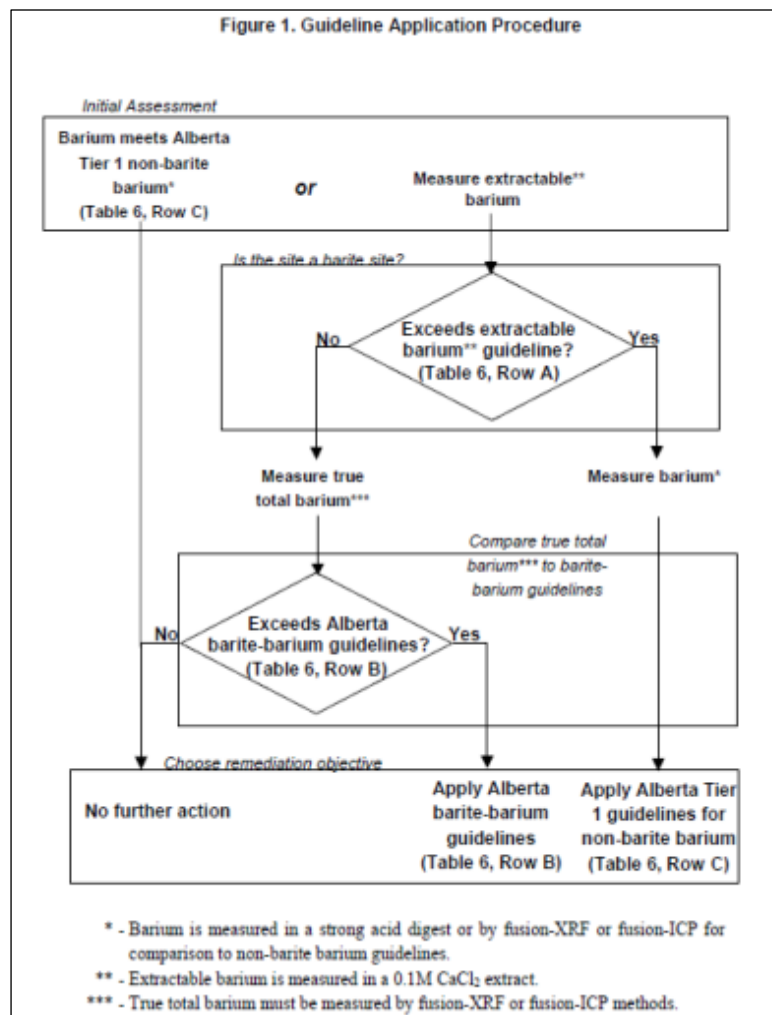 Figure 1. Guideline Application Procedure
Initial Assessment
Barium meets Alberta
Tier 1 non-barite
barium*
(Table 6, Row C)
or
Measure extractable**
barium
Is the site a barite site?
No
Exceeds extractable
barium** guideline?
(Table 6, Row A)
Yes
Measure true
total barium***
Measure barium*
Compare true total
barium*** to barite-
barium guidelines
No
Exceeds Alberta
barite-barium guidelines?
(Table 6, Row B)
Yes
Choose remediation objective
No further action
Apply Alberta
barite-barium
guidelines
(Table 6, Row B)
Apply Alberta Tier
1 guidelines for
non-barite barium
(Table 6, Row C)
* - Barium is measured in a strong acid digest or by fusion-XRF or fusion-ICP for
comparison to non-barite barium guidelines.
** - Extractable barium is measured in a 0.1M CaCl₂ extract.
*** - True total barium must be measured by fusion-XRF or fusion-ICP methods.